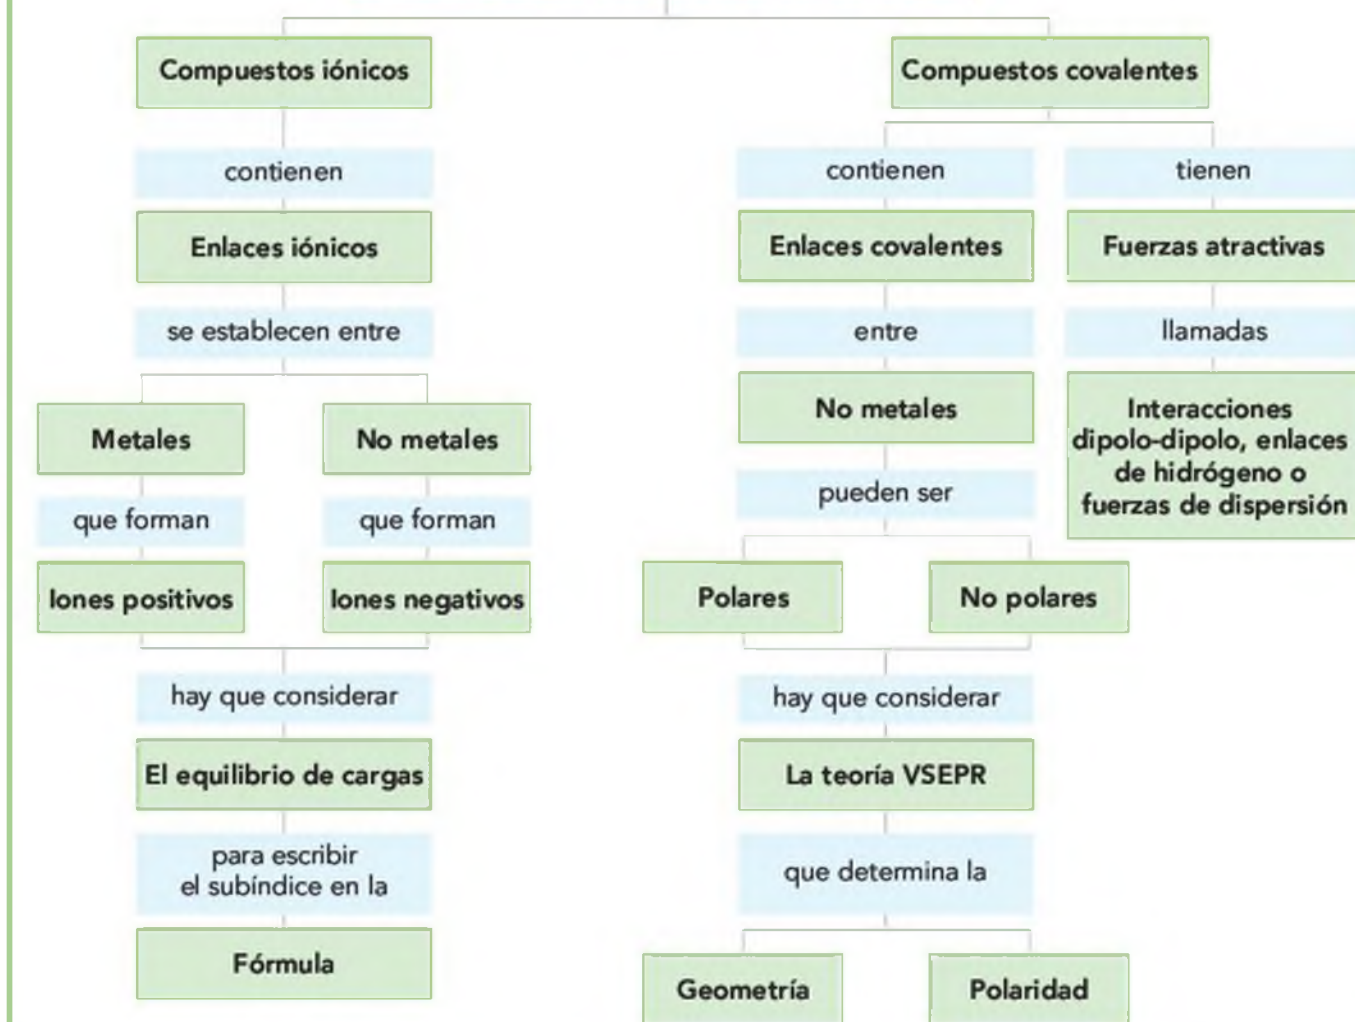 Compuestos iónicos
contienen
Enlaces iónicos
se establecen entre
Metales
No metales
que forman
que forman
Iones positivos
Iones negativos
hay que considerar
El equilibrio de cargas
para escribir
el subíndice en la
Fórmula
Compuestos covalentes
contienen
Enlaces covalentes
entre
No metales
pueden ser
Polares
No polares
hay que considerar
La teoría VSEPR
que determina la
Geometría
Polaridad
tienen
Fuerzas atractivas
llamadas
Interacciones
dipolo-dipolo, enlaces
de hidrógeno o
fuerzas de dispersión